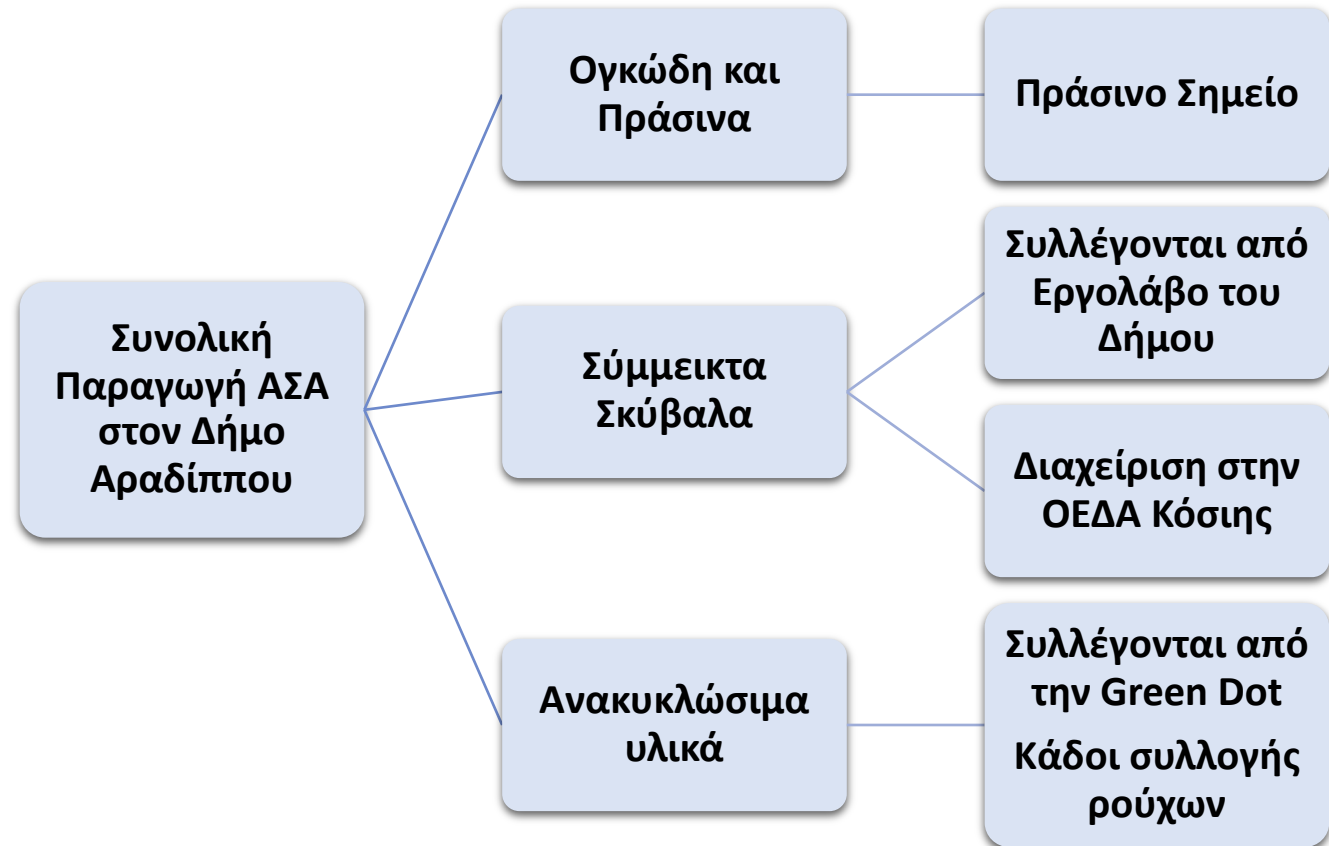 Συνολική
Παραγωγή ΑΣΑ
στον Δήμο
Αραδίππου
Ογκώδη και
Πράσινα
Πράσινο Σημείο
Σύμμεικτα
Σκύβαλα
Συλλέγονται από
Εργολάβο του
Δήμου
Διαχείριση στην
ΟΕΔΑ Κόσιης
Ανακυκλώσιμα
υλικά
Συλλέγονται από
την Green Dot
Κάδοι συλλογής
ρούχων